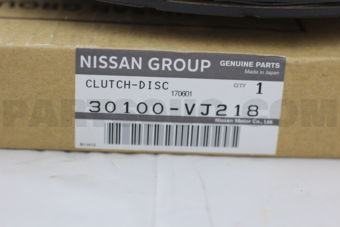 NISSAN GROUP GENUINE PARTS
Made in Japan
CLUTCH-DISC QTY 1
170601
30100-VJ218
Nissan Motor Co., Ltd.